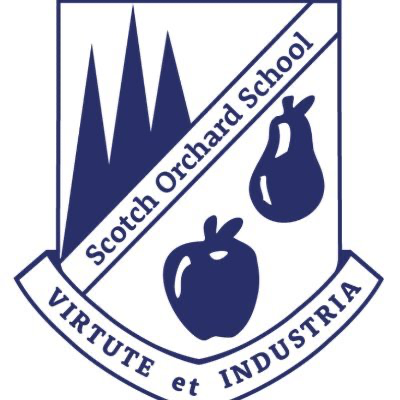 Scotch Orchard School
VIRTUTE et INDUSTRIA